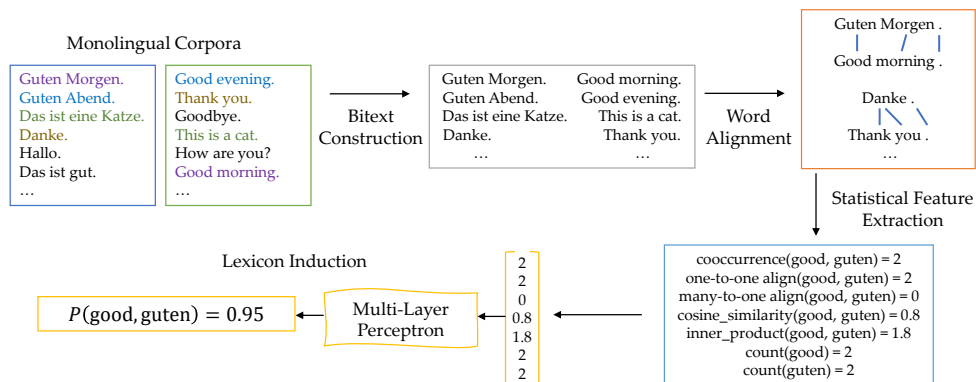 Monolingual Corpora
Guten Morgen.
Guten Abend.
Das ist eine Katze.
Danke.
Hallo.
Das ist gut.
…
Good evening.
Thank you.
Goodbye.
This is a cat.
How are you?
Good morning.
…
Bitext
Construction
Guten Morgen. Good morning.
Guten Abend. Good evening.
Das ist eine Katze. This is a cat.
Danke. Thank you.
… …
Word
Alignment
Guten Morgen .
Good morning .
Danke .
Thank you .
…
Statistical Feature
Extraction
cooccurrence(good, guten) = 2
one-to-one align(good, guten) = 2
many-to-one align(good, guten) = 0
cosine_similarity(good, guten) = 0.8
inner_product(good, guten) = 1.8
count(good) = 2
count(guten) = 2
2
2
0
0.8
1.8
2
2
Lexicon Induction
Multi-Layer
Perceptron
P(good, guten) = 0.95